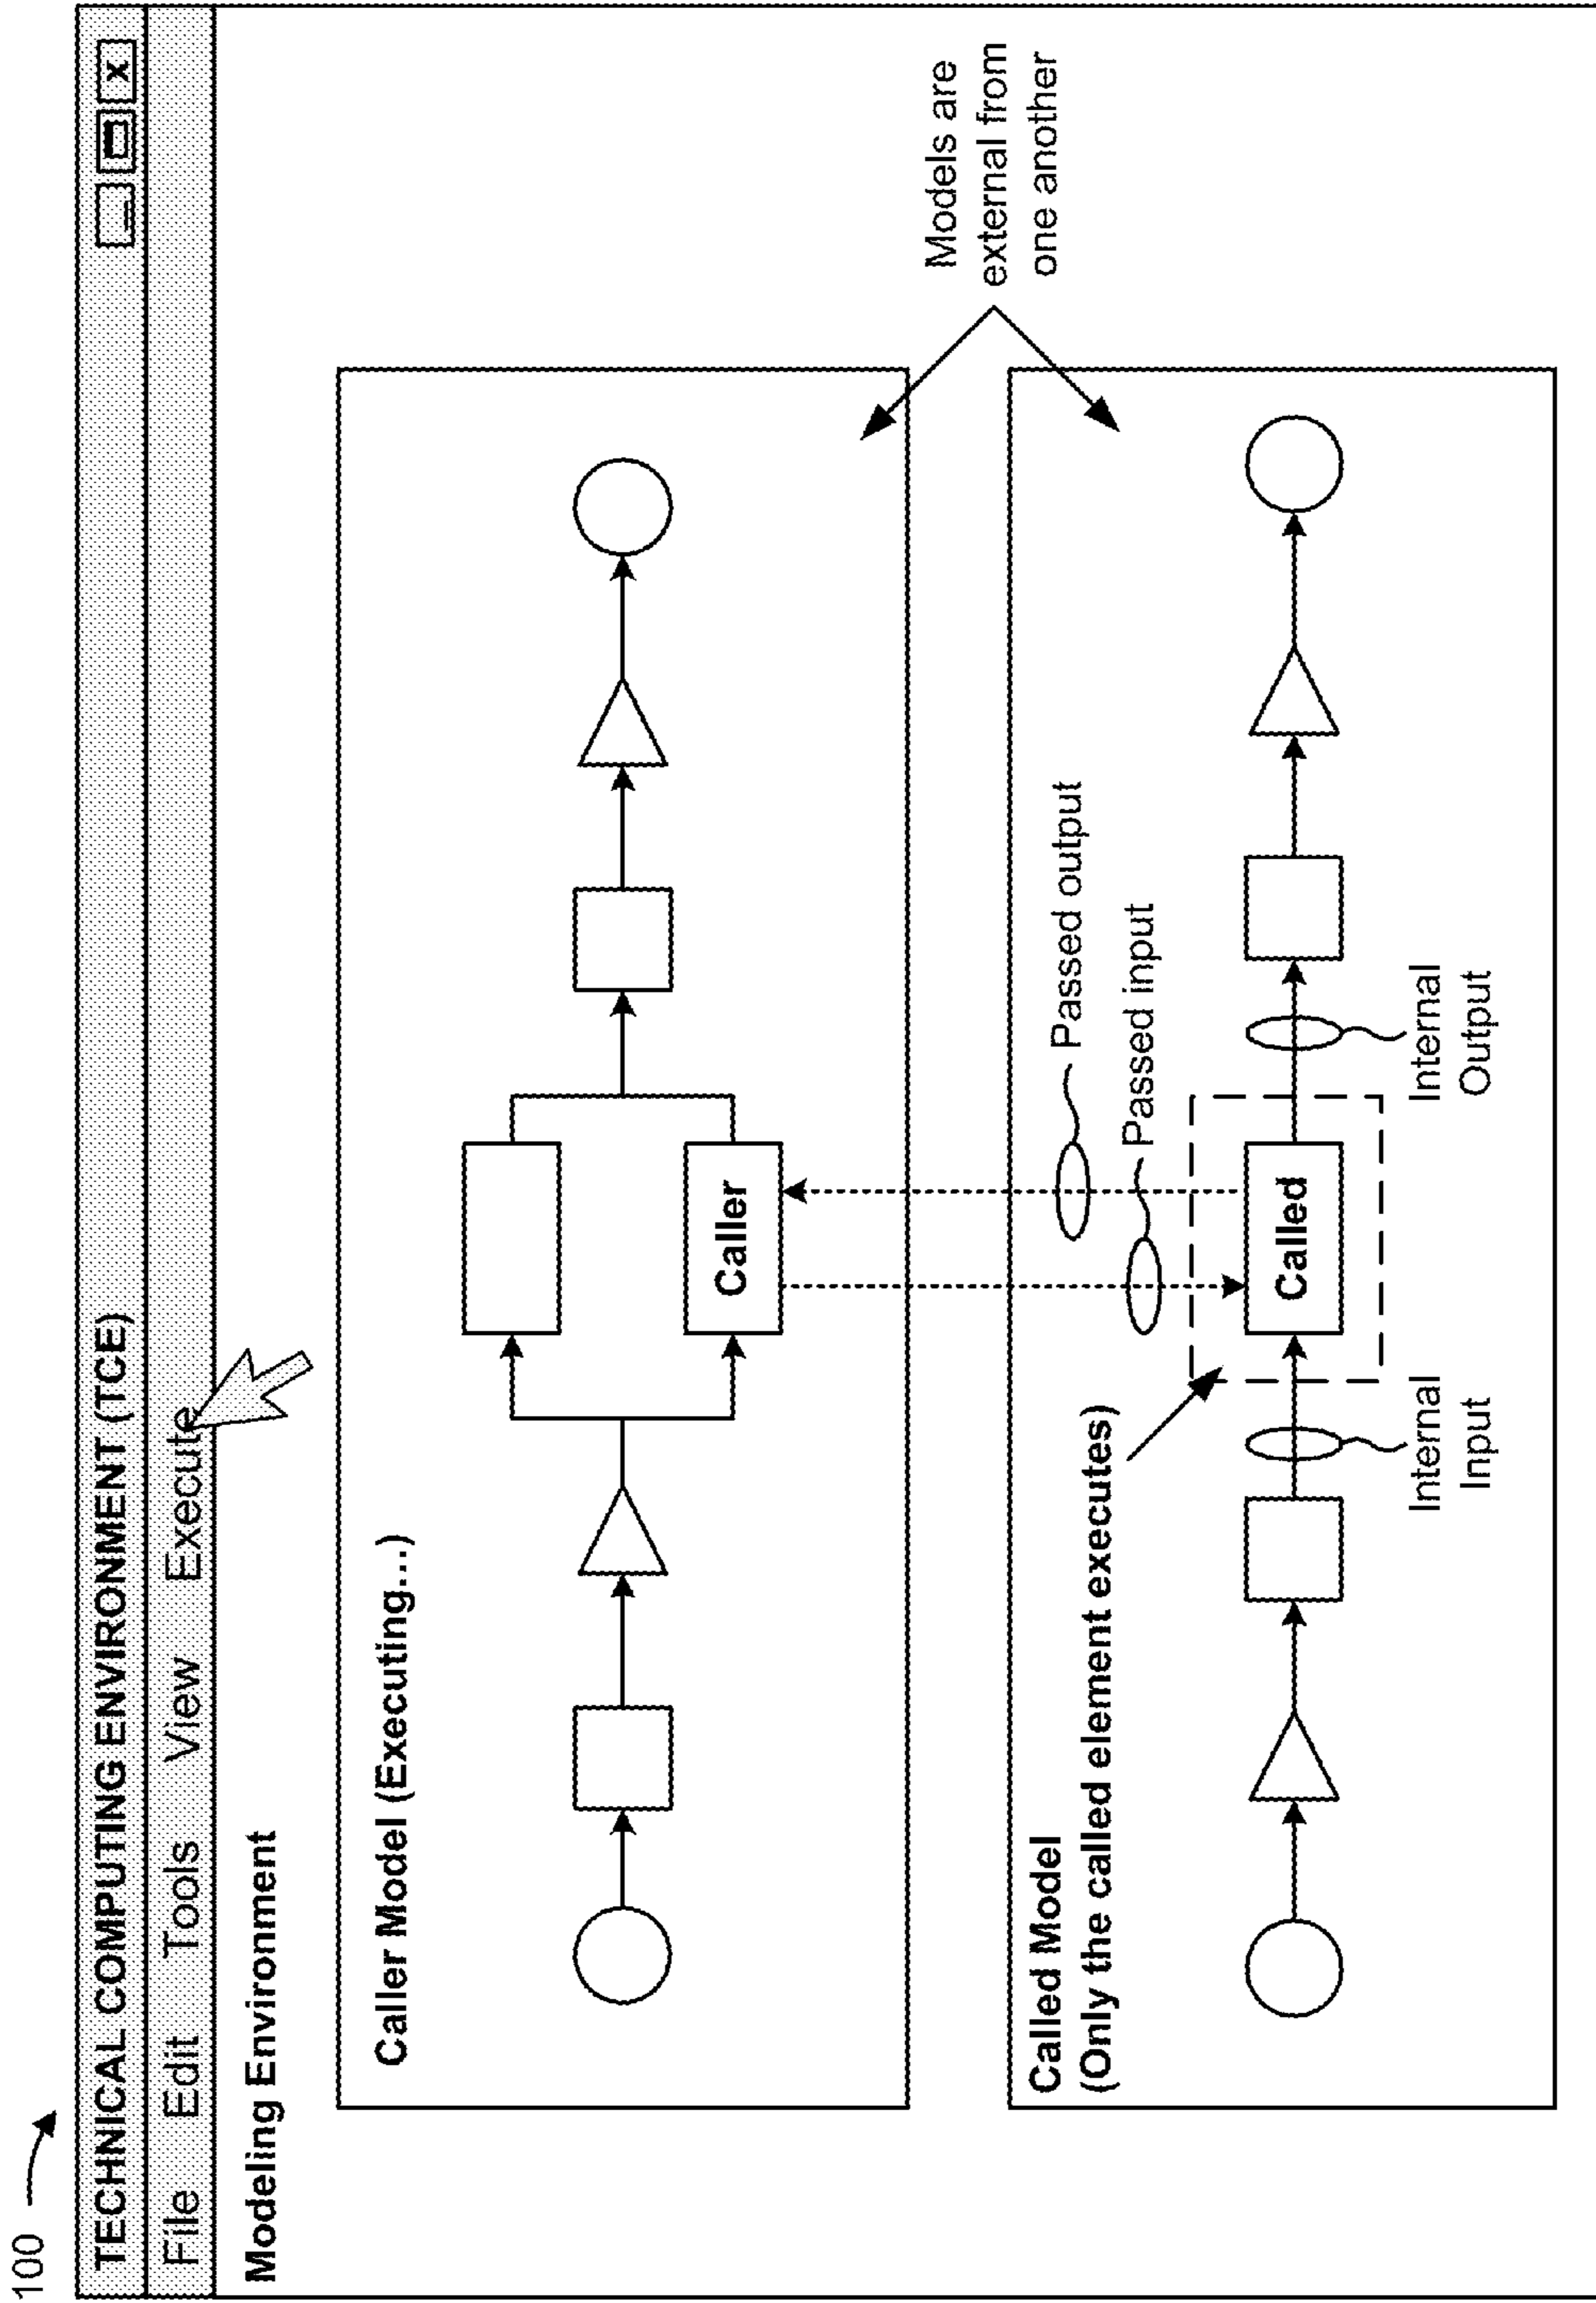 100
TECHNICAL COMPUTING ENVIRONMENT (TCE)
_ X
File Edit Tools View Execute
Modeling Environment
Caller Model (Executing...)
Caller
Models are
external from
one another
Passed output
Passed input
Called Model
(Only the called element executes)
Called
Internal
Input
Internal
Output